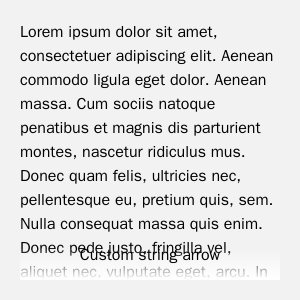 Lorem ipsum dolor sit amet,
consectetuer adipiscing elit. Aenean
commodo ligula eget dolor. Aenean
massa. Cum sociis natoque
penatibus et magnis dis parturient
montes, nascetur ridiculus mus.
Donec quam felis, ultricies nec,
pellentesque eu, pretium quis, sem.
Nulla consequat massa quis enim.
Donec pede justo, fringilla vel,
Custom string arrow
aliquet nec, vulputate eget, arcu. In